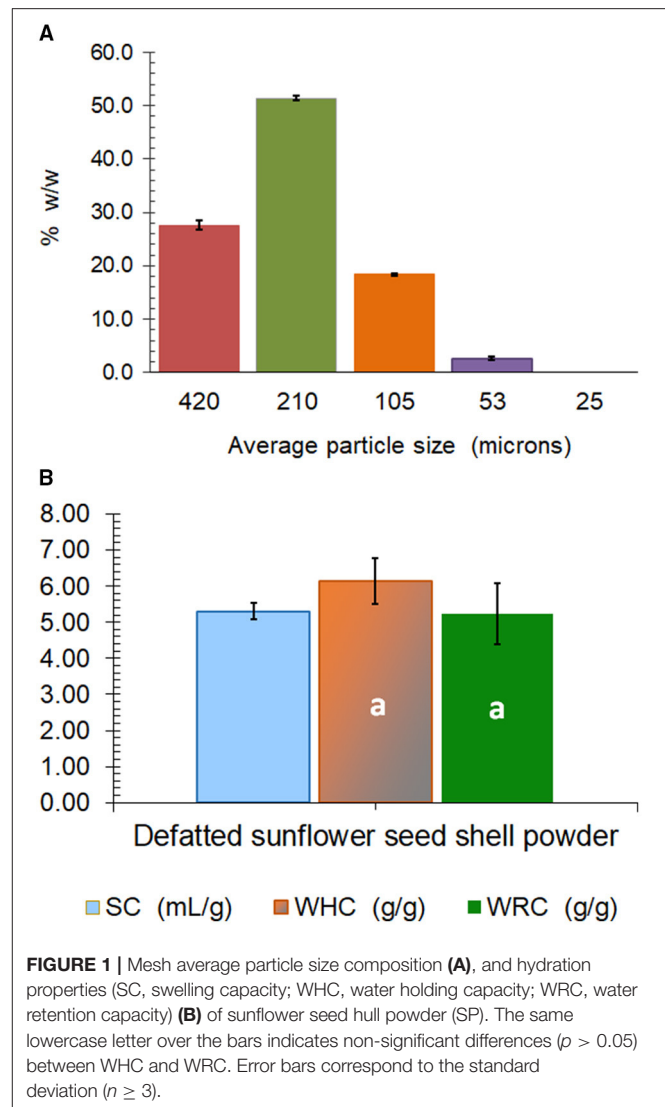 A
60.0
50.0
40.0
30.0
20.0
10.0
0.0
% w/w
420 210 105 53 25
Average particle size (microns)
B
8.00
7.00
6.00
5.00
4.00
3.00
2.00
1.00
0.00
a a
Defatted sunflower seed shell powder
SC (mL/g) WHC (g/g) WRC (g/g)
FIGURE 1 | Mesh average particle size composition (A), and hydration
properties (SC, swelling capacity; WHC, water holding capacity; WRC, water
retention capacity) (B) of sunflower seed hull powder (SP). The same
lowercase letter over the bars indicates non-significant differences (p > 0.05)
between WHC and WRC. Error bars correspond to the standard
deviation (n ≥ 3).